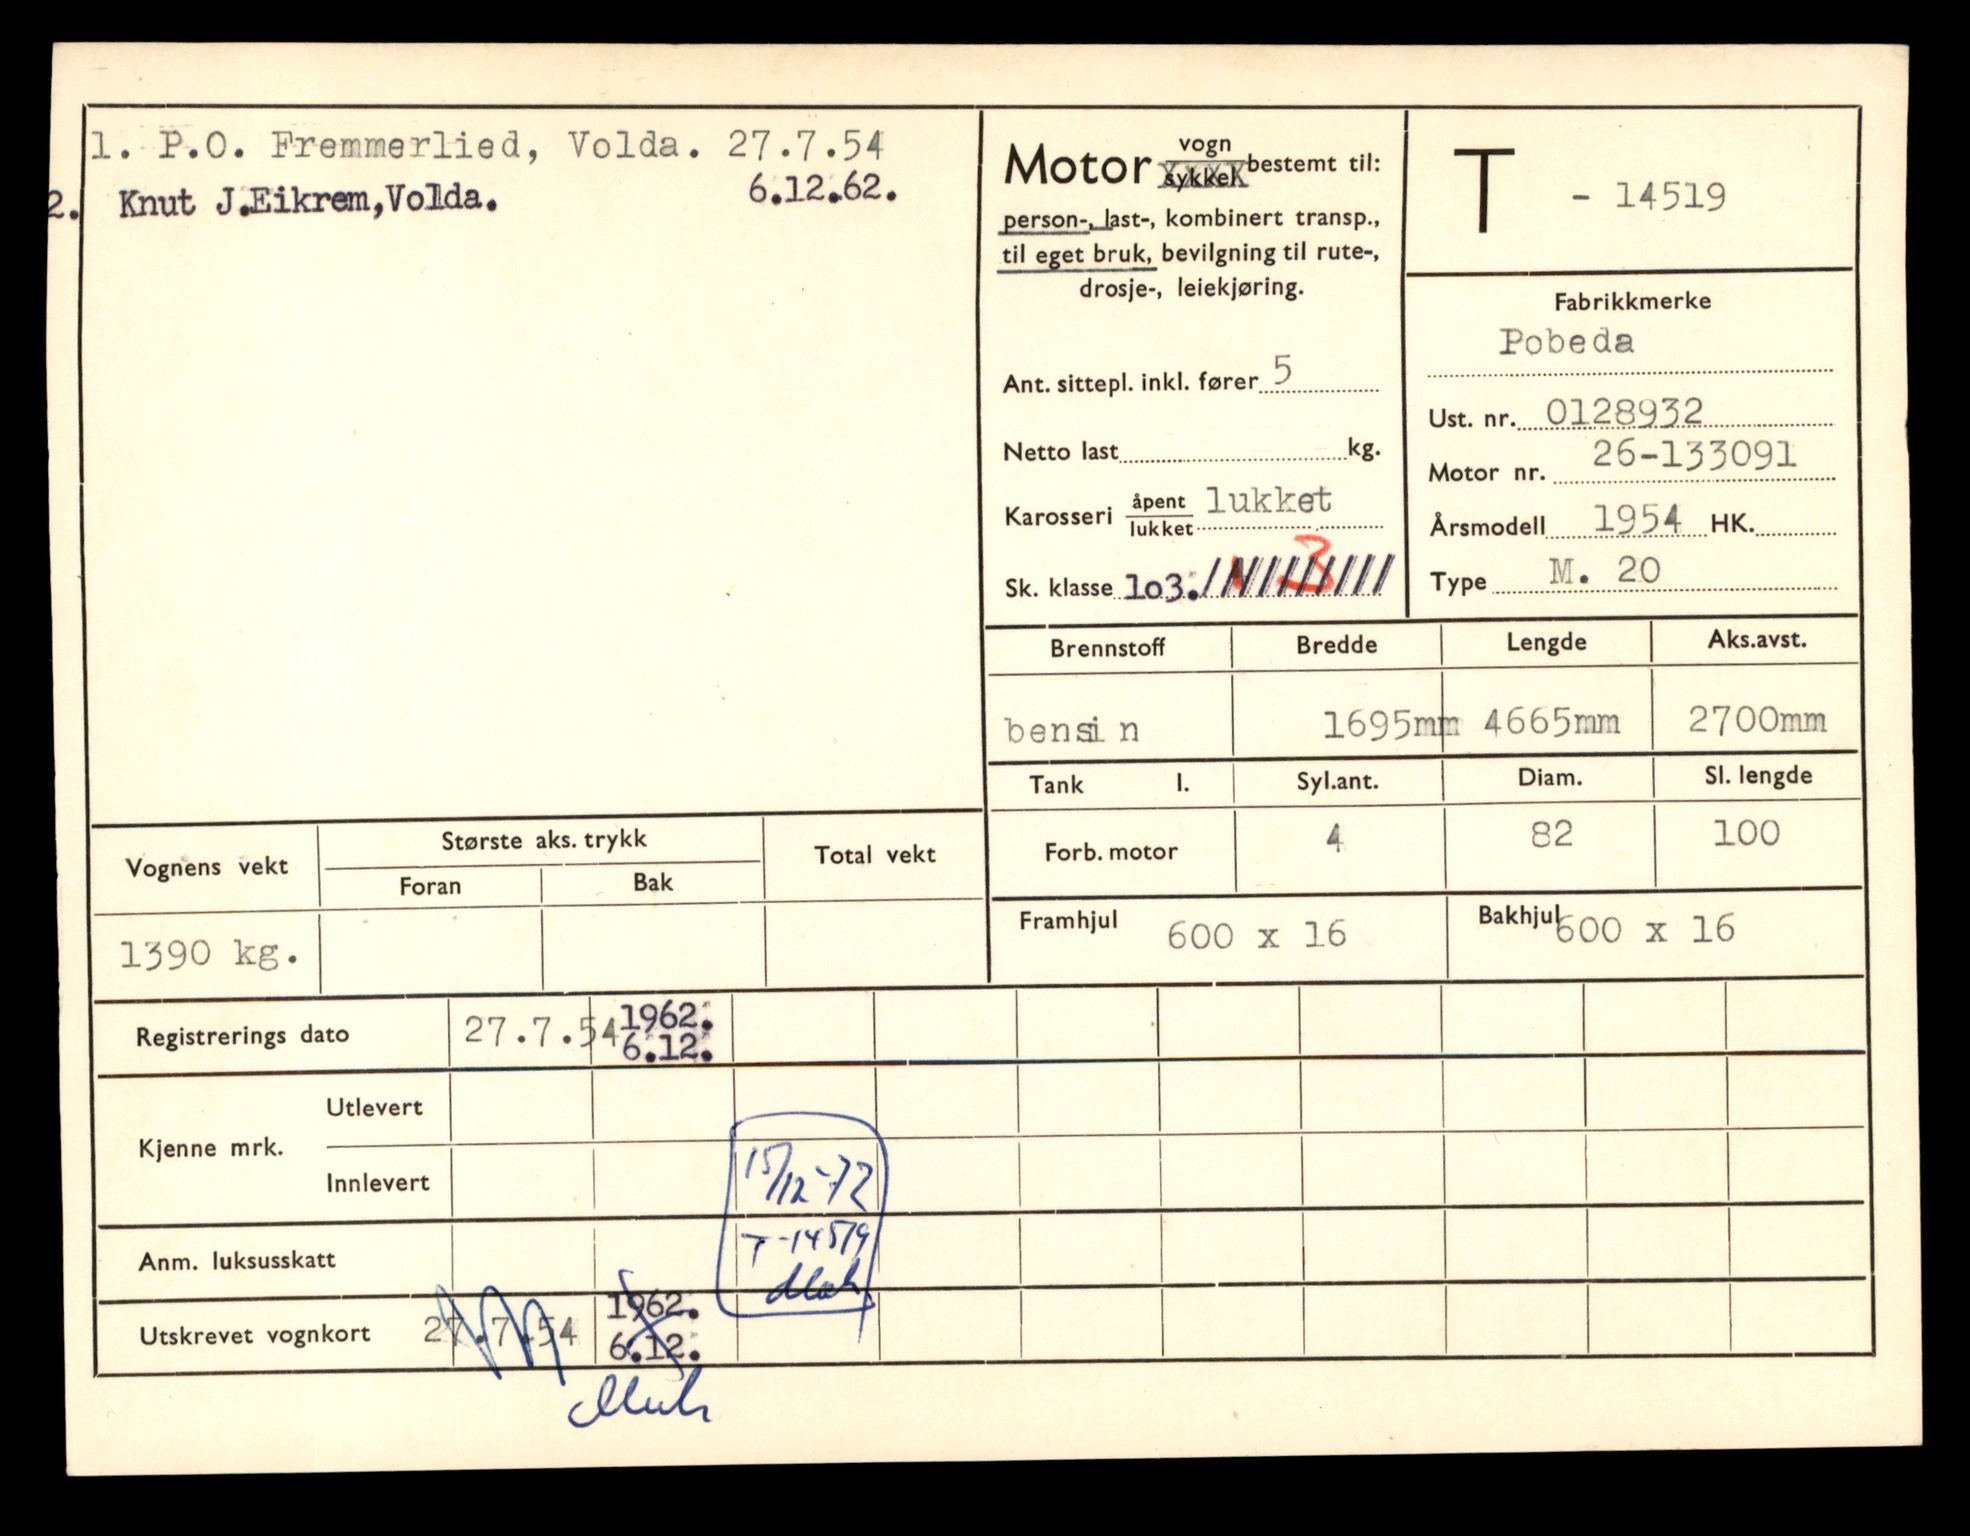 1. P.O. Fremmerlied, Volda. 27.7.54
2. Knut J.Eikrem,Volda. 6.12.62.
Motor vogn sykkel bestemt til:
person-, last-, kombinert transp.,
til eget bruk, bevilgning til rute-,
drosje-, leiekjøring.
Ant. sittepl. inkl. fører 5
Netto last kg.
Karosseri åpent lukket lukket
Sk. klasse 1o3. 3
T - 14519
Fabrikkmerke
Pobeda
Ust. nr. 0128932
Motor nr. 26-133091
Årsmodell 1954 HK.
Type M. 20
Brennstoff Bredde Lengde Aks.avst.
bensin 1695mm 4665mm 2700mm
Tank l. Syl.ant. Diam. Sl. lengde
Forb. motor 4 82 100
Framhjul 600 x 16 Bakhjul 600 x 16
Vognens vekt Største aks. trykk Total vekt
Foran Bak
1390 kg.
Registrerings dato 27.7.54 1962.
6.12.
Kjenne mrk. Utlevert
Innlevert 15/12-72
Anm. luksusskatt T-14519
Utskrevet vognkort 27.7.54 1962.
6.12.